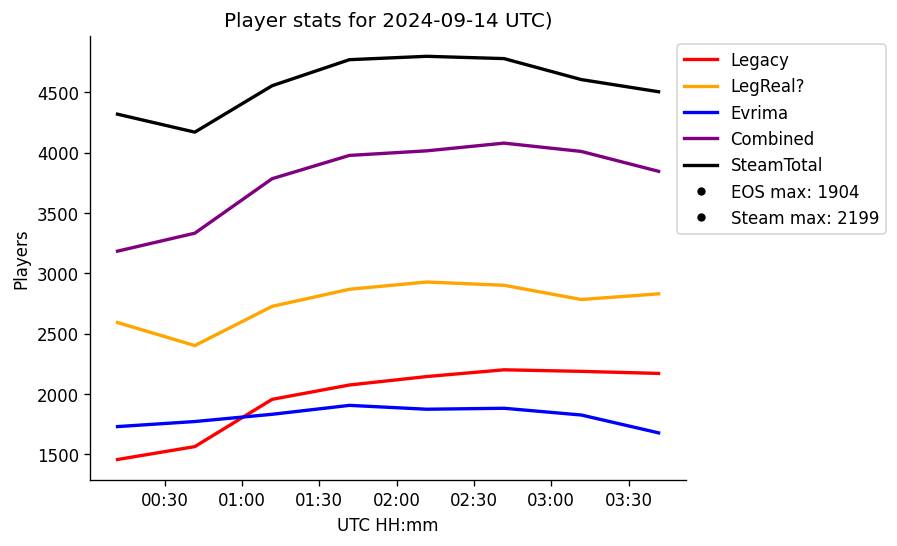 Player stats for 2024-09-14 UTC)
Legacy
LegReal?
Evrima
Combined
SteamTotal
EOS max: 1904
Steam max: 2199
Players
4500
4000
3500
3000
2500
2000
1500
00:30 01:00 01:30 02:00 02:30 03:00 03:30
UTC HH:mm